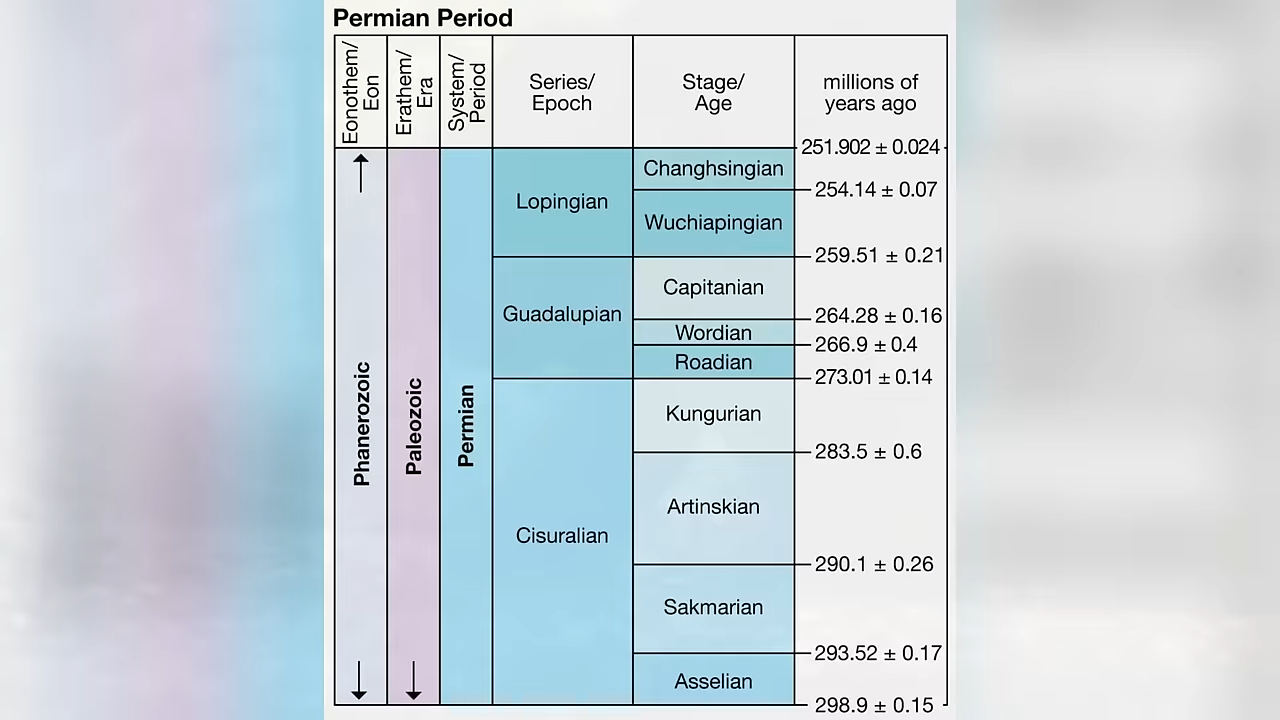 Permian Period
Eonothem/
Eon
Erathem/
Era
System/
Period
Series/
Epoch
Stage/
Age
millions of
years ago
251.902 ± 0.024
Changhsingian
254.14 ± 0.07
Lopingian
Wuchiapingian
259.51 ± 0.21
Capitanian
Guadalupian
264.28 ± 0.16
Wordian
266.9 ± 0.4
Roadian
273.01 ± 0.14
Kungurian
Phanerozoic
Paleozoic
Permian
283.5 ± 0.6
Artinskian
Cisuralian
290.1 ± 0.26
Sakmarian
293.52 ± 0.17
Asselian
298.9 ± 0.15